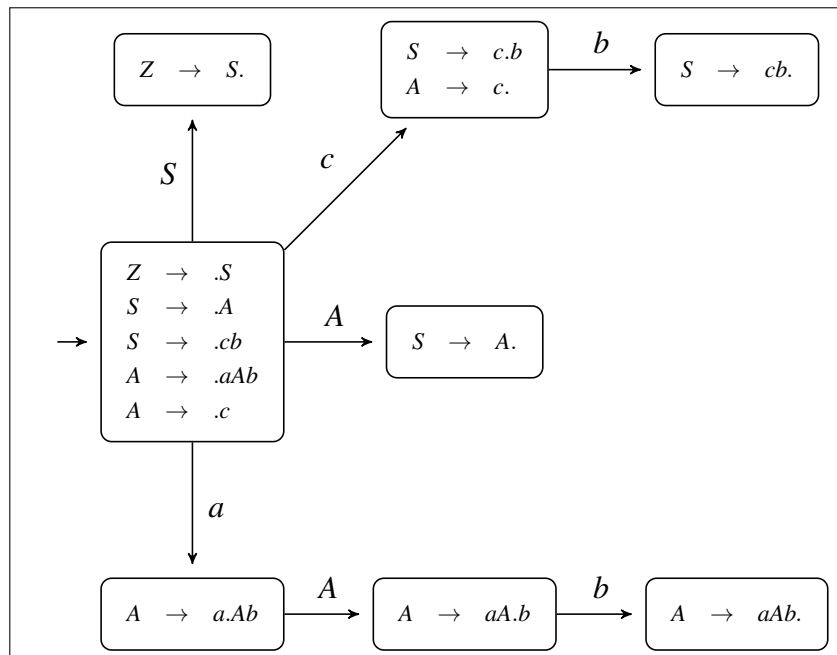 Z → S.
S → c.b
A → c.
b
S → cb.
S
c
Z → .S
S → .A
S → .cb
A → .aAb
A → .c
A
S → A.
a
A → a.Ab
A
A → aA.b
b
A → aAb.